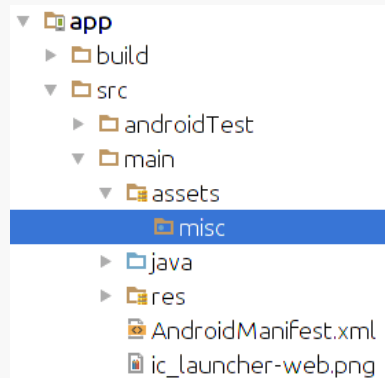 app
build
src
androidTest
main
assets
misc
java
res
AndroidManifest.xml
ic_launcher-web.png